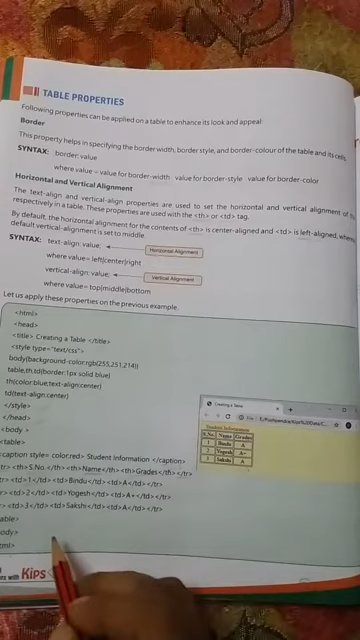 TABLE PROPERTIES
Following properties can be applied on a table to enhance its look and appeal:
Border
This property helps in specifying the border width, border style, and border-colour of the table and its cells.
SYNTAX: border: value
where value = value for border-width value for border-style value for border-color
Horizontal and Vertical Alignment
The text-align and vertical-align properties are used to set the horizontal and vertical alignment of
respectively in a table. These properties are used with the <th> or <td> tag.
By default, the horizontal alignment for the contents of <th> is center-aligned and <td> is left-aligned,
default vertical-alignment is set to middle.
SYNTAX: text-align: value; Horizontal Alignment
where value= left|center|right
vertical-align: value; Vertical Alignment
where value= top|middle|bottom
Let us apply these properties on the previous example.
<html>
<head>
<title> Creating a Table </title>
<style type="text/css">
body{background-color:rgb(255,251,214)}
table,th,td{border:1px solid blue}
th{color:blue;text-align:center}
td{text-align:center}
</style>
</head>
<body >
<table>
<caption style= color:red> Student Information </caption>
<tr> <th> S.No. </th> <th>Name</th> <th>Grades</th> </tr>
<tr> <td>1</td> <td>Bindu</td> <td>A</td> </tr>
<tr> <td>2</td> <td>Yogesh</td> <td>A+</td> </tr>
<tr> <td>3</td> <td>Sakshi</td> <td>A</td> </tr>
able>
ody>
tml>
Creating a Table
File
Student Information
S.No. Name Grades
1 Bindu A
2 Yogesh A+
3 Sakshi A
with Kips